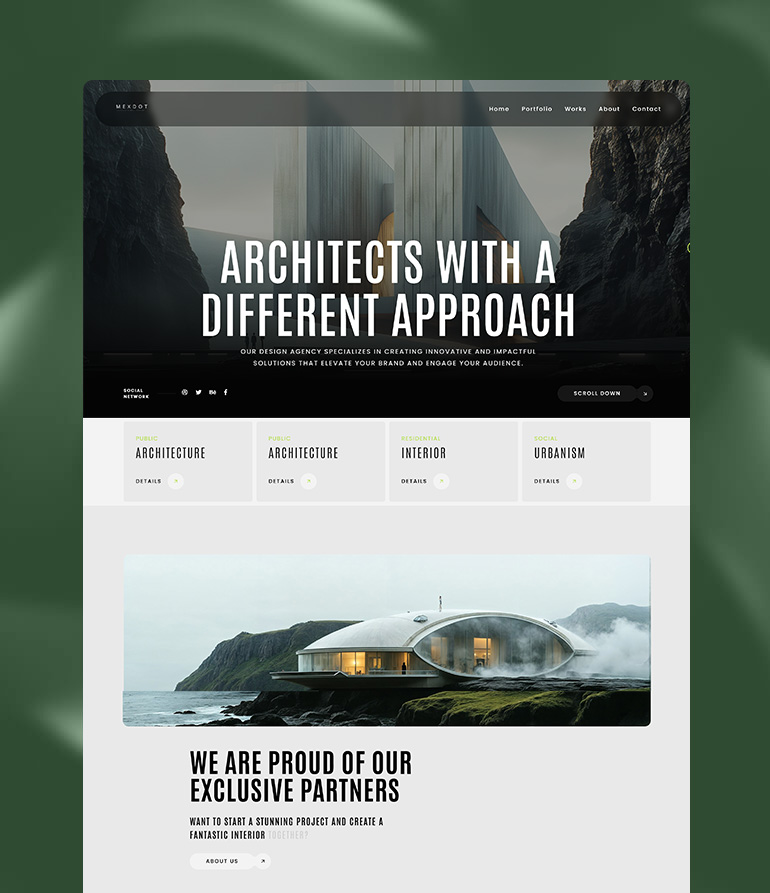 MEXDOT
Home Portfolio Works About Contact
ARCHITECTS WITH A
DIFFERENT APPROACH
OUR DESIGN AGENCY SPECIALIZES IN CREATING INNOVATIVE AND IMPACTFUL
SOLUTIONS THAT ELEVATE YOUR BRAND AND ENGAGE YOUR AUDIENCE.
SOCIAL
NETWORK
SCROLL DOWN
PUBLIC
ARCHITECTURE
DETAILS
PUBLIC
ARCHITECTURE
DETAILS
RESIDENTIAL
INTERIOR
DETAILS
SOCIAL
URBANISM
DETAILS
WE ARE PROUD OF OUR
EXCLUSIVE PARTNERS
WANT TO START A STUNNING PROJECT AND CREATE A
FANTASTIC INTERIOR TOGETHER?
ABOUT US